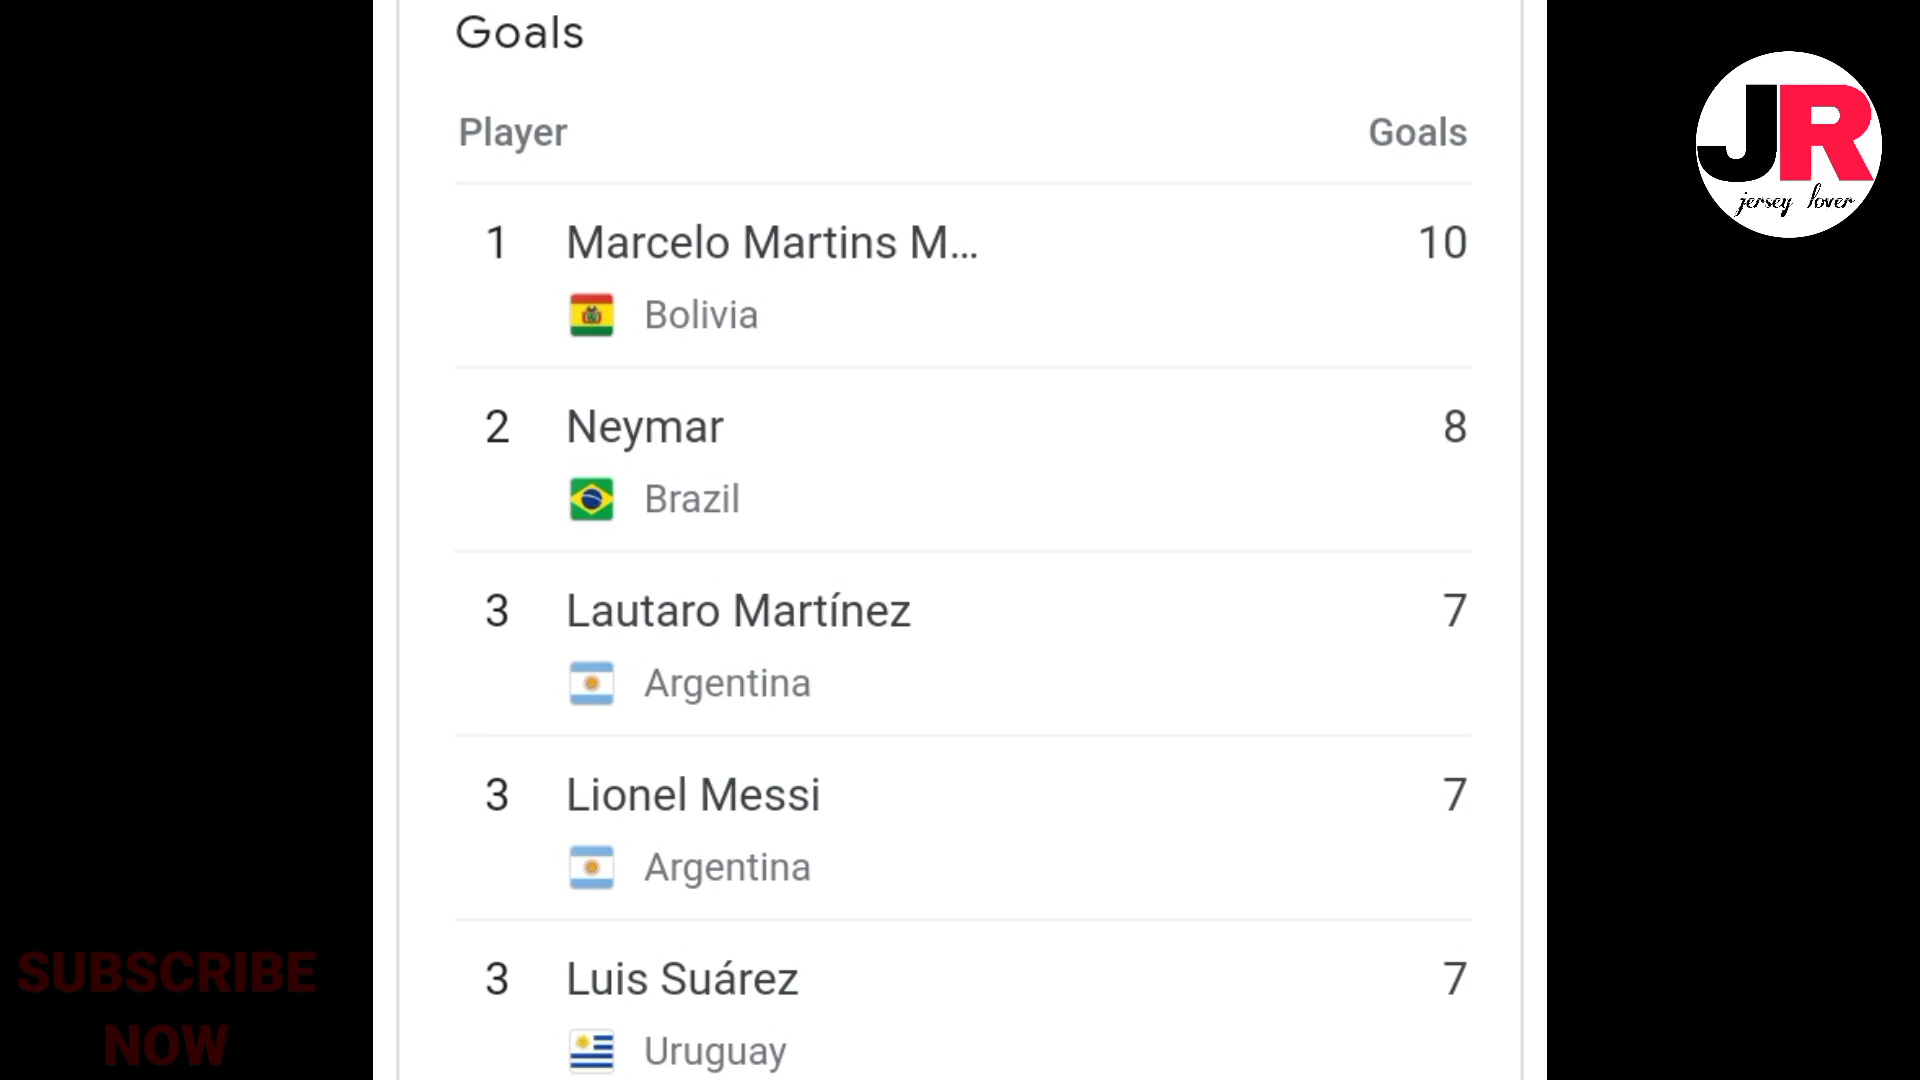 Goals
Player Goals
1 Marcelo Martins M... 10
Bolivia
2 Neymar 8
Brazil
3 Lautaro Martínez 7
Argentina
3 Lionel Messi 7
Argentina
3 Luis Suárez 7
Uruguay
JR
jersey lover
SUBSCRIBE
NOW